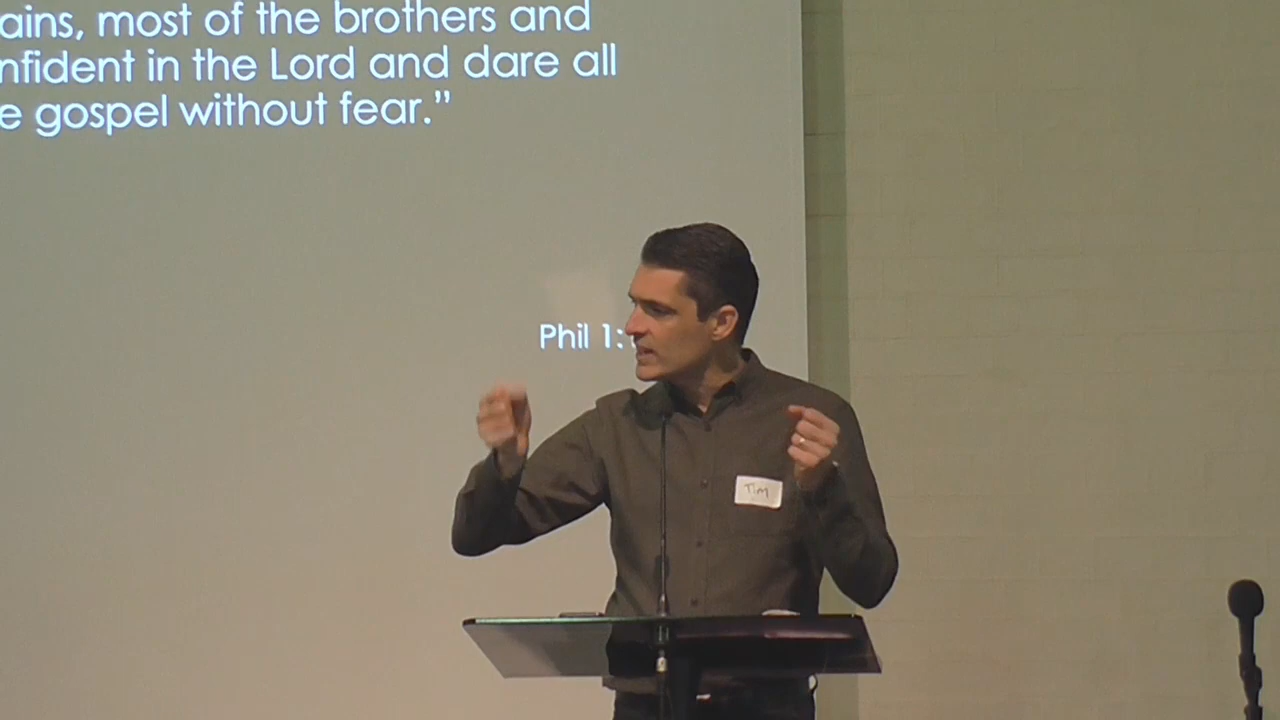 ains, most of the brothers and
nfident in the Lord and dare all
e gospel without fear.”
Phil 1:
TIM